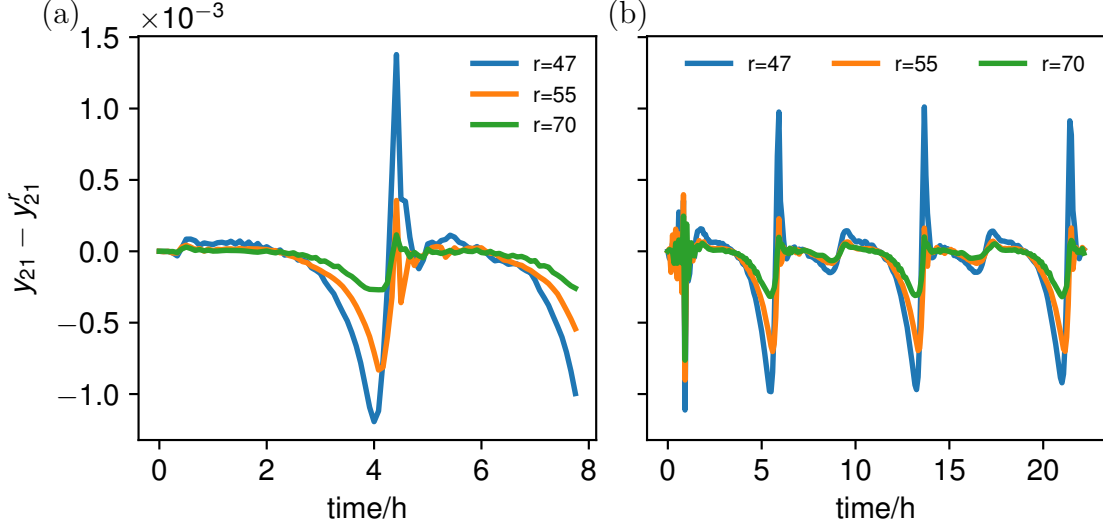 (a)
×10⁻³
1.5
1.0
0.5
0.0
−0.5
−1.0
y₂₁ − yʳ₂₁
r=47
r=55
r=70
0 2 4 6 8
time/h
(b)
r=47 r=55 r=70
0 5 10 15 20
time/h